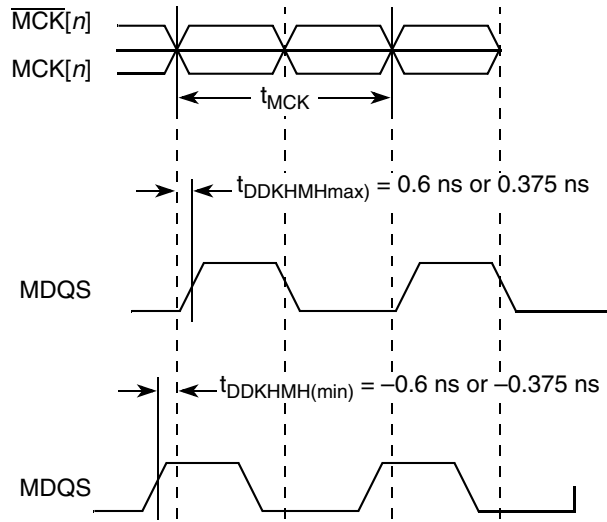 MCK[n]
MCK[n]
tMCK
tDDKHMHmax) = 0.6 ns or 0.375 ns
MDQS
tDDKHMH(min) = –0.6 ns or –0.375 ns
MDQS